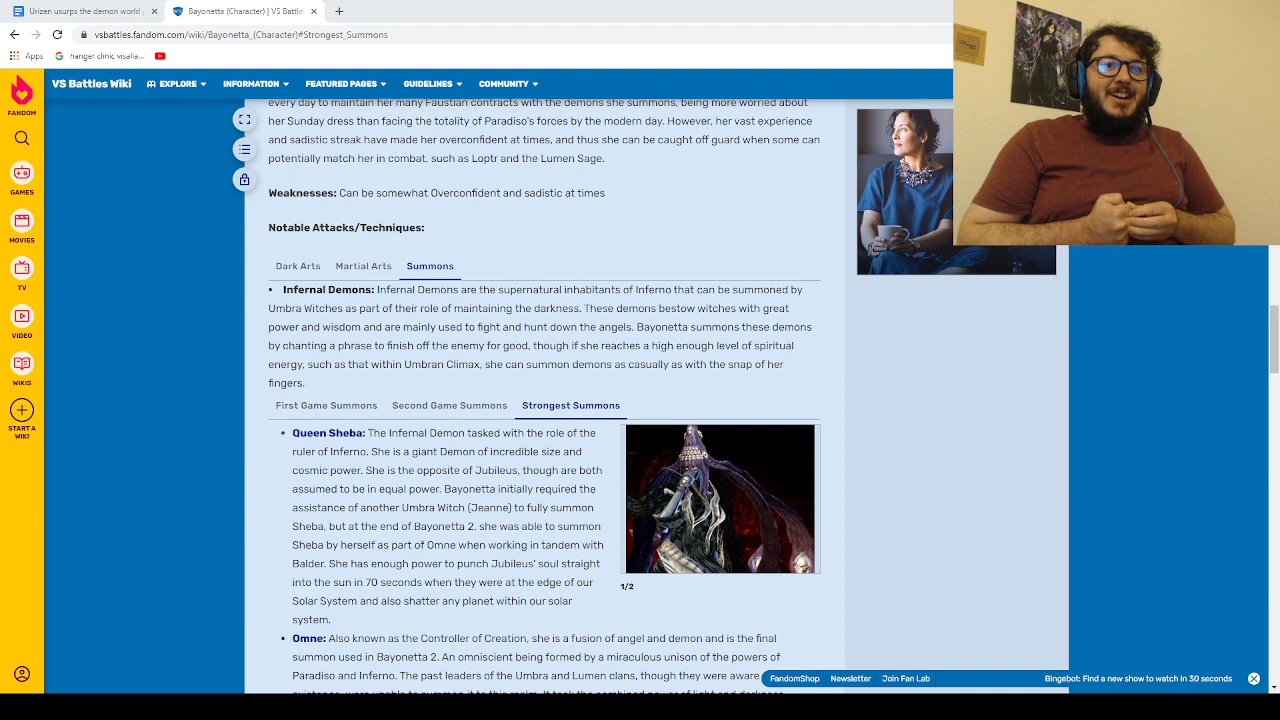 Urizen usurps the demon world
Bayonetta (Character) | VS Battle
vsbattles.fandom.com/wiki/Bayonetta_(Character)#Strongest_Summons
Apps
hanger clinic visalia...
FANDOM
VS Battles Wiki
EXPLORE
INFORMATION
FEATURED PAGES
GUIDELINES
COMMUNITY
GAMES
MOVIES
TV
VIDEO
WIKIS
START A WIKI
every day to maintain her many Faustian contracts with the demons she summons, being more worried about
her Sunday dress than facing the totality of Paradiso's forces by the modern day. However, her vast experience
and sadistic streak have made her overconfident at times, and thus she can be caught off guard when some can
potentially match her in combat, such as Loptr and the Lumen Sage.
Weaknesses: Can be somewhat Overconfident and sadistic at times
Notable Attacks/Techniques:
Dark Arts
Martial Arts
Summons
• Infernal Demons: Infernal Demons are the supernatural inhabitants of Inferno that can be summoned by
Umbra Witches as part of their role of maintaining the darkness. These demons bestow witches with great
power and wisdom and are mainly used to fight and hunt down the angels. Bayonetta summons these demons
by chanting a phrase to finish off the enemy for good, though if she reaches a high enough level of spiritual
energy, such as that within Umbran Climax, she can summon demons as casually as with the snap of her
fingers.
First Game Summons
Second Game Summons
Strongest Summons
• Queen Sheba: The Infernal Demon tasked with the role of the
ruler of Inferno. She is a giant Demon of incredible size and
cosmic power. She is the opposite of Jubileus, though are both
assumed to be in equal power. Bayonetta initially required the
assistance of another Umbra Witch (Jeanne) to fully summon
Sheba, but at the end of Bayonetta 2, she was able to summon
Sheba by herself as part of Omne when working in tandem with
Balder. She has enough power to punch Jubileus' soul straight
into the sun in 70 seconds when they were at the edge of our
Solar System and also shatter any planet within our solar
system.
1/2
• Omne: Also known as the Controller of Creation, she is a fusion of angel and demon and is the final
summon used in Bayonetta 2. An omniscient being formed by a miraculous unison of the powers of
Paradiso and Inferno. The past leaders of the Umbra and Lumen clans, though they were aware
FandomShop
Newsletter
Join Fan Lab
Bingebot: Find a new show to watch in 30 seconds